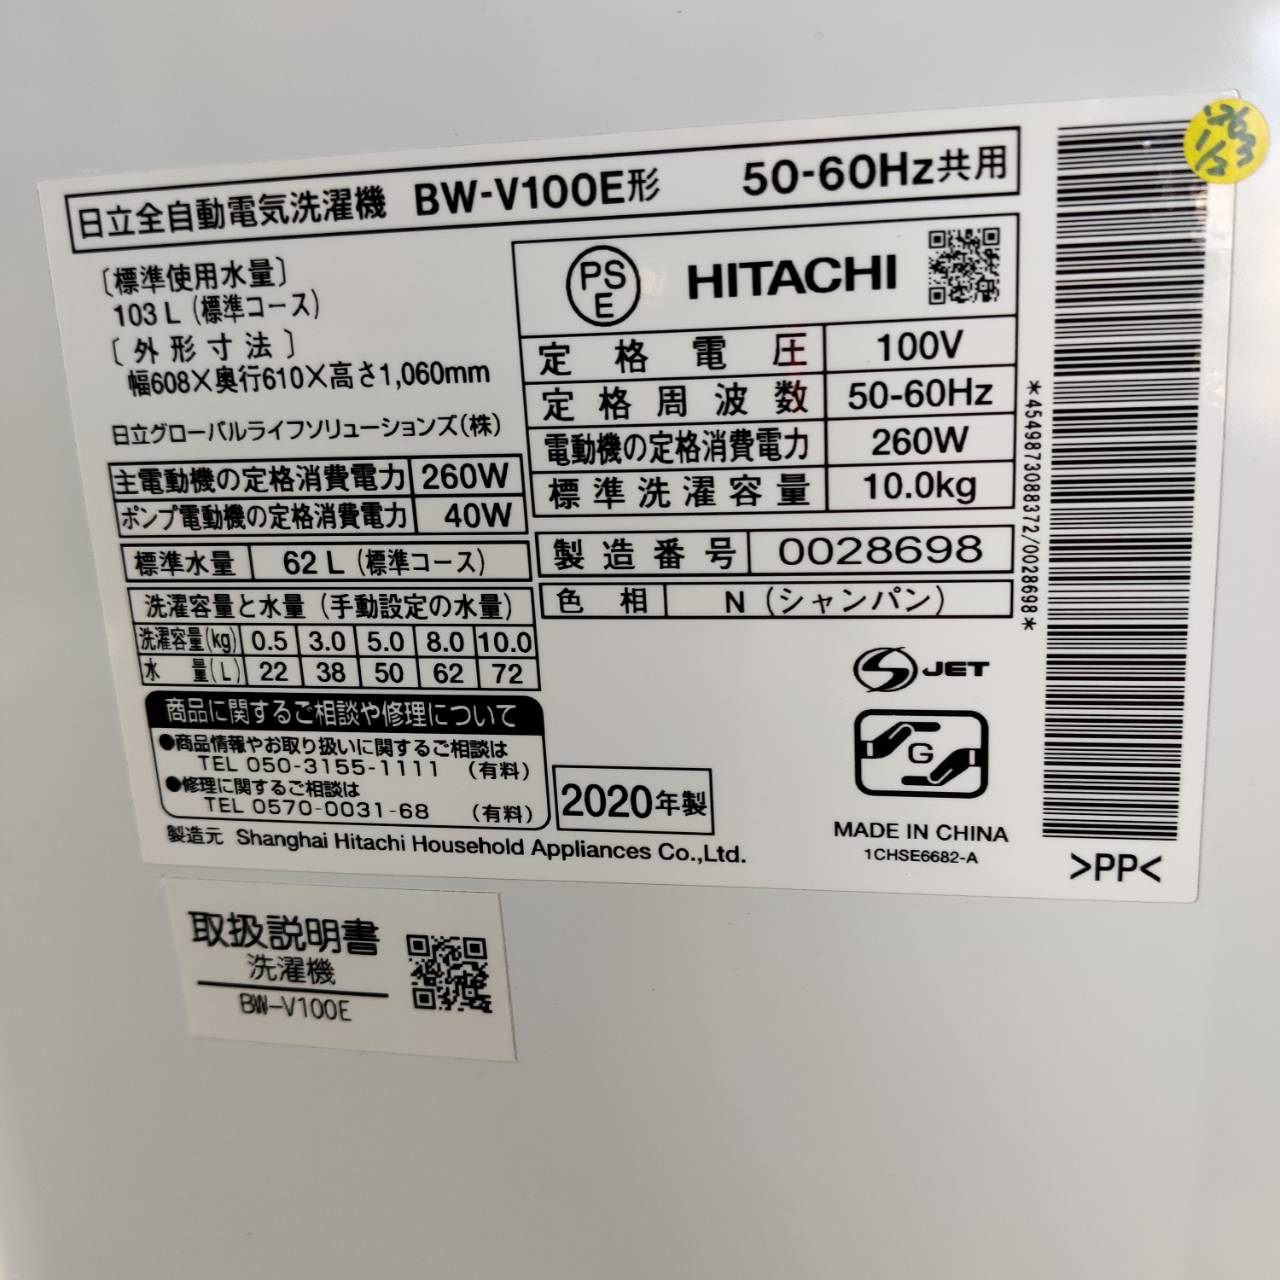 日立全自動電気洗濯機 BW-V100E形 50-60Hz共用
〔標準使用水量〕
103 L (標準コース)
〔外形寸法〕
幅608×奥行610×高さ1,060mm
日立グローバルライフソリューションズ(株)
主電動機の定格消費電力 260W
ポンプ電動機の定格消費電力 40W
標準水量 62 L (標準コース)
洗濯容量と水量 (手動設定の水量)
洗濯容量(kg) 0.5 3.0 5.0 8.0 10.0
水量(L) 22 38 50 62 72
商品に関するご相談や修理について
●商品情報やお取り扱いに関するご相談は
TEL 050-3155-1111 (有料)
●修理に関するご相談は
TEL 0570-0031-68 (有料)
製造元 Shanghai Hitachi Household Appliances Co.,Ltd.
PS
E
HITACHI
定格電圧 100V
定格周波数 50-60Hz
電動機の定格消費電力 260W
標準洗濯容量 10.0kg
製造番号 0028698
色相 N (シャンパン)
S JET
G
2020年製
MADE IN CHINA
1CHSE6682-A
*4549873088372/0028698*
>PP<
取扱説明書
洗濯機
BW-V100E